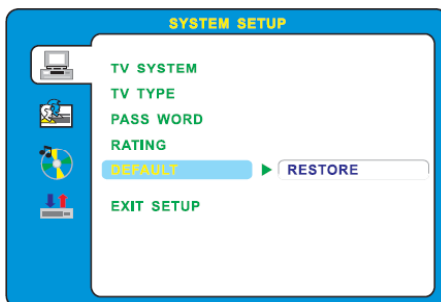 SYSTEM SETUP
TV SYSTEM
TV TYPE
PASS WORD
RATING
DEFAULT RESTORE
EXIT SETUP